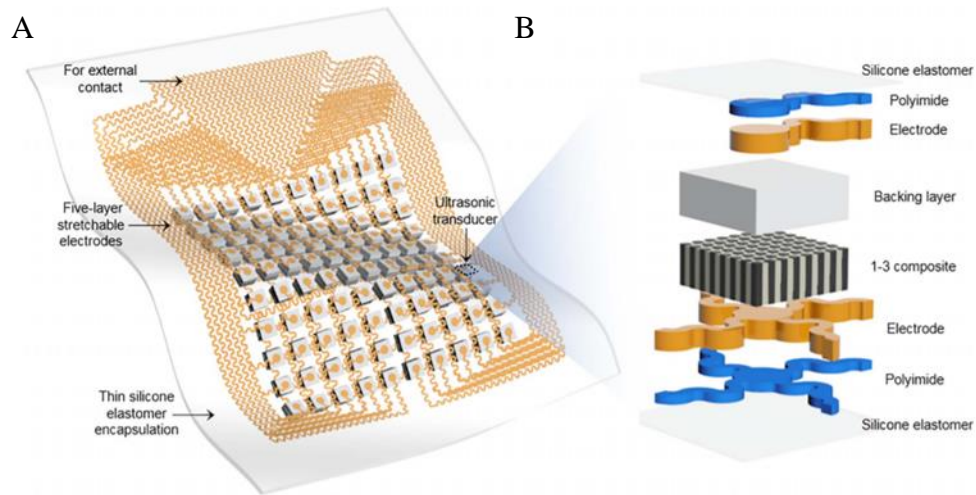 A
B
For external
contact
Five-layer
stretchable
electrodes
Ultrasonic
transducer
Thin silicone
elastomer
encapsulation
Silicone elastomer
Polyimide
Electrode
Backing layer
1-3 composite
Electrode
Polyimide
Silicone elastomer